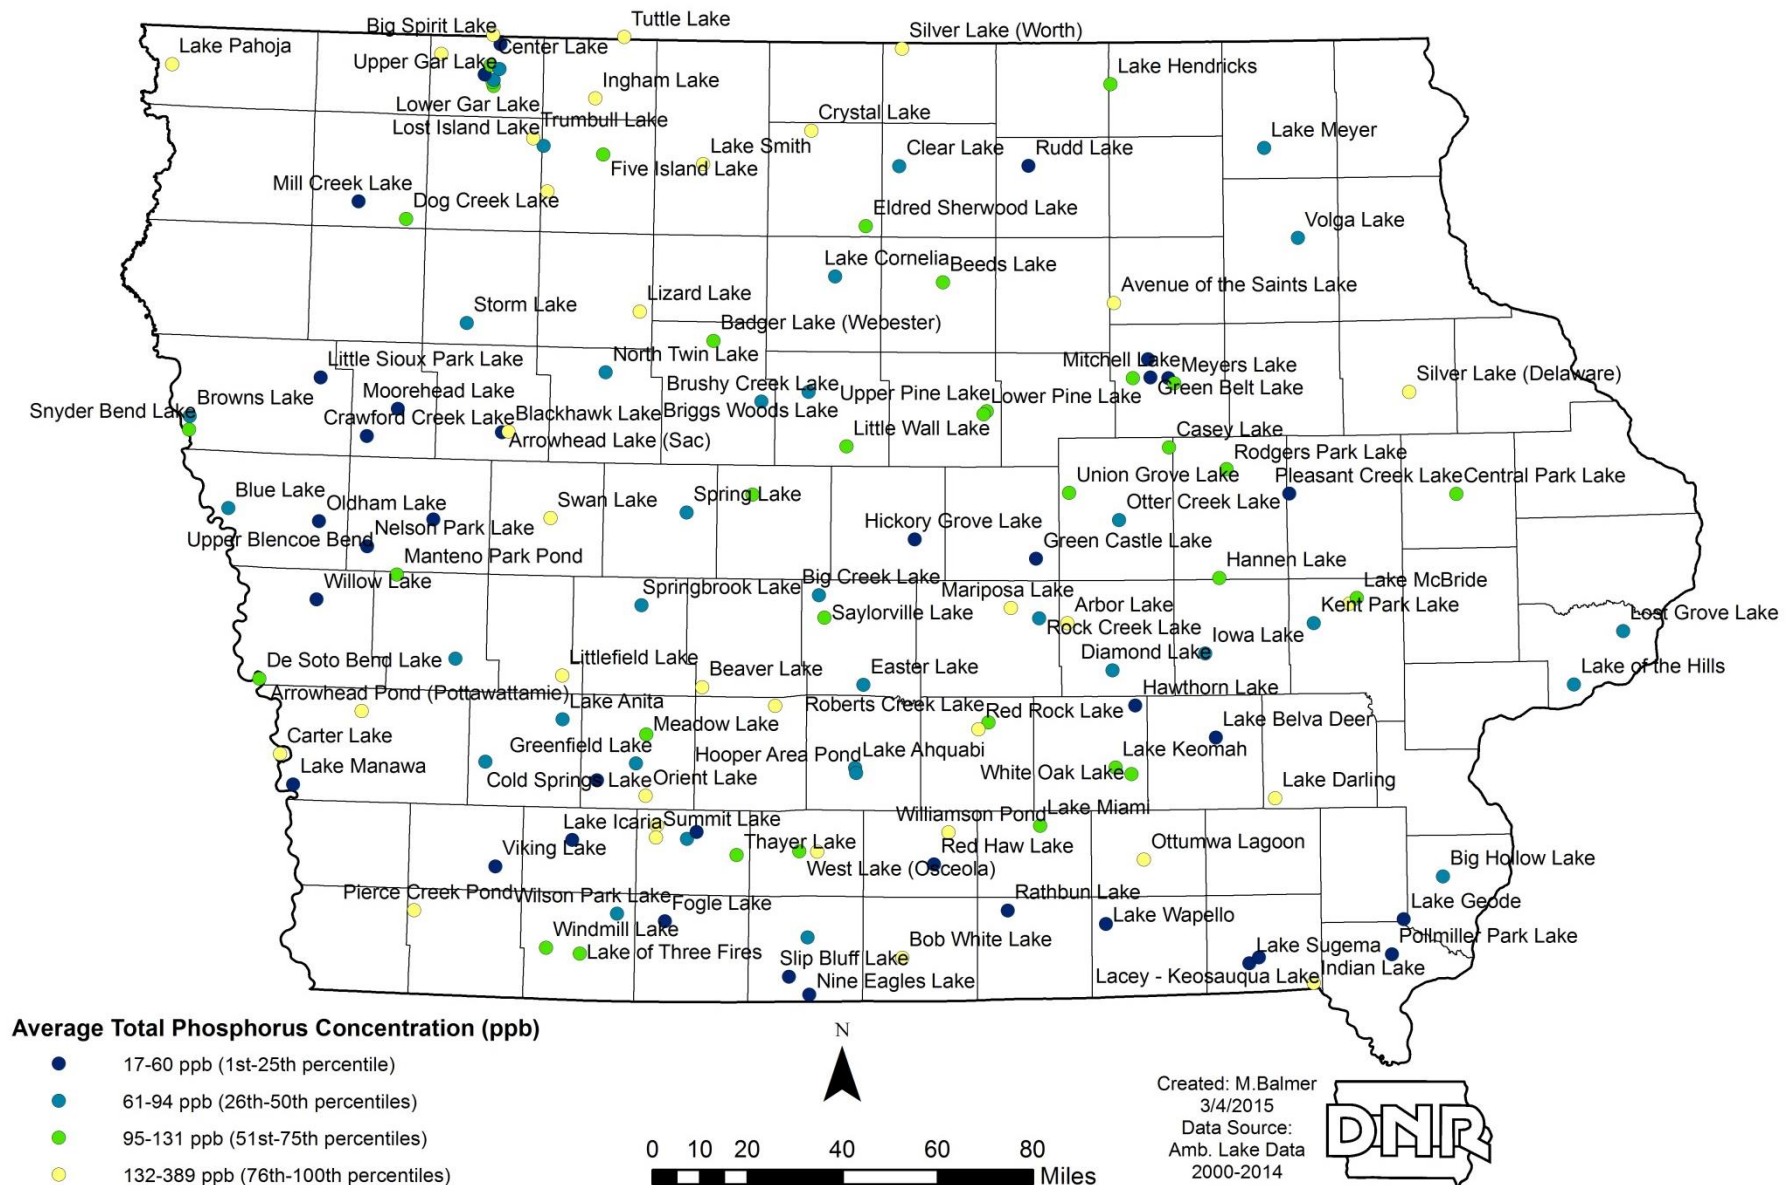 Big Spirit Lake
Tuttle Lake
Silver Lake (Worth)
Lake Pahoja
Center Lake
Upper Gar Lake
Lake Hendricks
Ingham Lake
Lower Gar Lake
Crystal Lake
Trumbull Lake
Lost Island Lake
Lake Meyer
Lake Smith
Clear Lake
Rudd Lake
Five Island Lake
Mill Creek Lake
Dog Creek Lake
Eldred Sherwood Lake
Volga Lake
Lake Cornelia
Beeds Lake
Avenue of the Saints Lake
Lizard Lake
Storm Lake
Badger Lake (Webester)
North Twin Lake
Little Sioux Park Lake
Mitchell Lake
Meyers Lake
Silver Lake (Delaware)
Brushy Creek Lake
Green Belt Lake
Moorehead Lake
Upper Pine Lake
Lower Pine Lake
Browns Lake
Snyder Bend Lake
Crawford Creek Lake
Blackhawk Lake
Briggs Woods Lake
Arrowhead Lake (Sac)
Little Wall Lake
Casey Lake
Rodgers Park Lake
Union Grove Lake
Pleasant Creek Lake
Central Park Lake
Blue Lake
Oldham Lake
Swan Lake
Spring Lake
Otter Creek Lake
Nelson Park Lake
Hickory Grove Lake
Upper Blencoe Bend
Green Castle Lake
Manteno Park Pond
Hannen Lake
Willow Lake
Springbrook Lake
Big Creek Lake
Mariposa Lake
Lake McBride
Saylorville Lake
Arbor Lake
Kent Park Lake
Lost Grove Lake
Rock Creek Lake
Iowa Lake
De Soto Bend Lake
Littlefield Lake
Beaver Lake
Easter Lake
Diamond Lake
Lake of the Hills
Arrowhead Pond (Pottawattamie)
Lake Anita
Roberts Creek Lake
Red Rock Lake
Hawthorn Lake
Lake Belva Deer
Meadow Lake
Carter Lake
Greenfield Lake
Hooper Area Pond
Lake Ahquabi
Lake Keomah
Lake Manawa
Cold Springs Lake
Orient Lake
White Oak Lake
Lake Darling
Lake Icaria
Summit Lake
Williamson Pond
Lake Miami
Viking Lake
Thayer Lake
Red Haw Lake
Ottumwa Lagoon
West Lake (Osceola)
Big Hollow Lake
Pierce Creek Pond
Wilson Park Lake
Fogle Lake
Rathbun Lake
Lake Geode
Lake Wapello
Windmill Lake
Bob White Lake
Lake Sugema
Pollmiller Park Lake
Lake of Three Fires
Slip Bluff Lake
Nine Eagles Lake
Lacey - Keosauqua Lake
Indian Lake
Average Total Phosphorus Concentration (ppb)
17-60 ppb (1st-25th percentile)
61-94 ppb (26th-50th percentiles)
95-131 ppb (51st-75th percentiles)
132-389 ppb (76th-100th percentiles)
N
0 10 20 40 60 80
Miles
Created: M.Balmer
3/4/2015
Data Source:
Amb. Lake Data
2000-2014
DNR